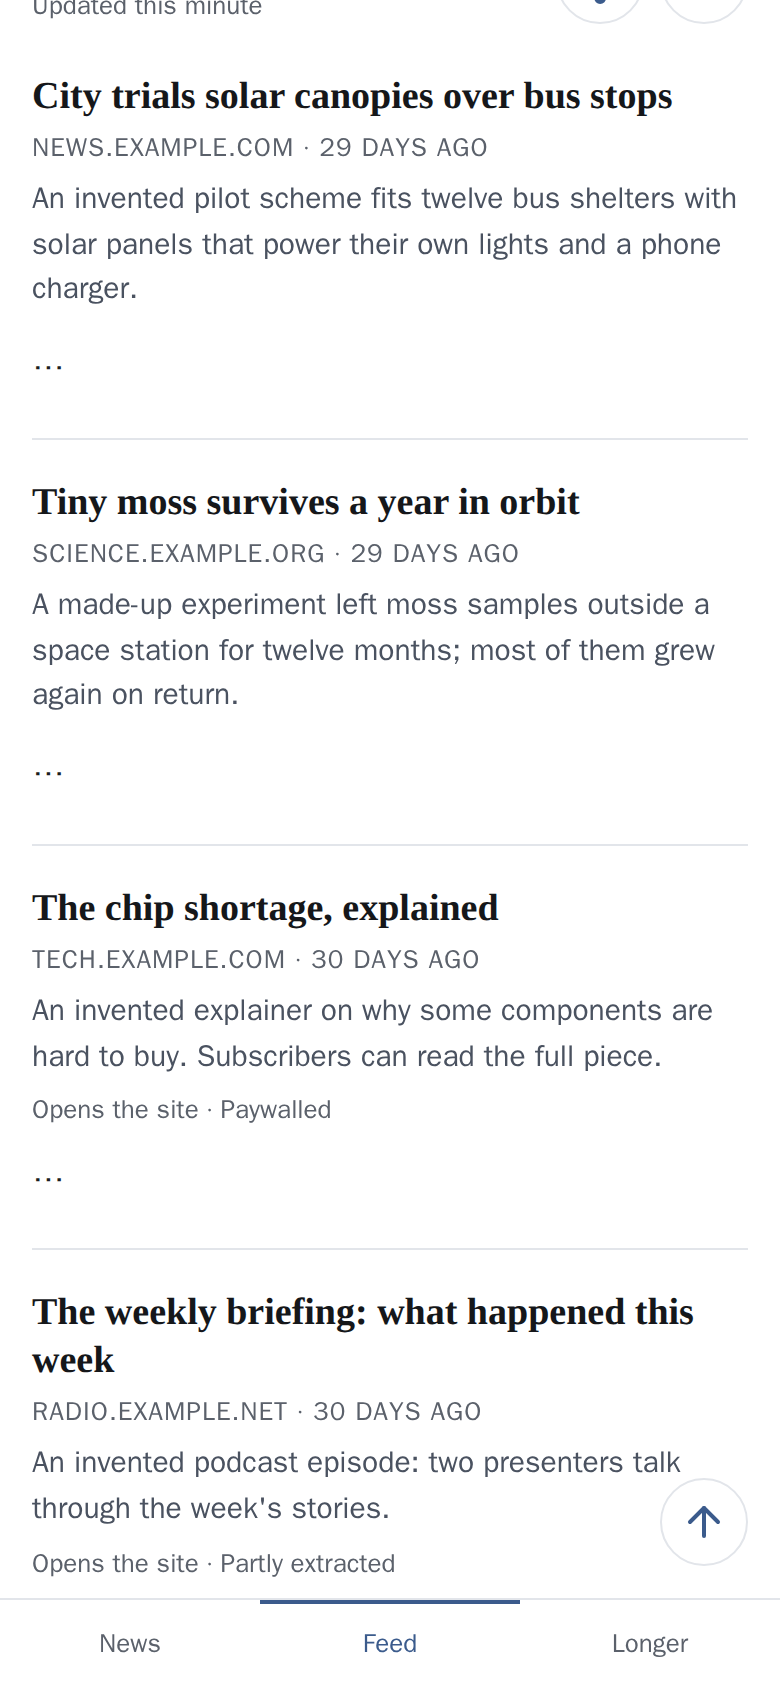 Updated this minute
City trials solar canopies over bus stops
NEWS.EXAMPLE.COM · 29 DAYS AGO
An invented pilot scheme fits twelve bus shelters with
solar panels that power their own lights and a phone
charger.
...
Tiny moss survives a year in orbit
SCIENCE.EXAMPLE.ORG · 29 DAYS AGO
A made-up experiment left moss samples outside a
space station for twelve months; most of them grew
again on return.
...
The chip shortage, explained
TECH.EXAMPLE.COM · 30 DAYS AGO
An invented explainer on why some components are
hard to buy. Subscribers can read the full piece.
Opens the site · Paywalled
...
The weekly briefing: what happened this
week
RADIO.EXAMPLE.NET · 30 DAYS AGO
An invented podcast episode: two presenters talk
through the week's stories.
Opens the site · Partly extracted
News
Feed
Longer